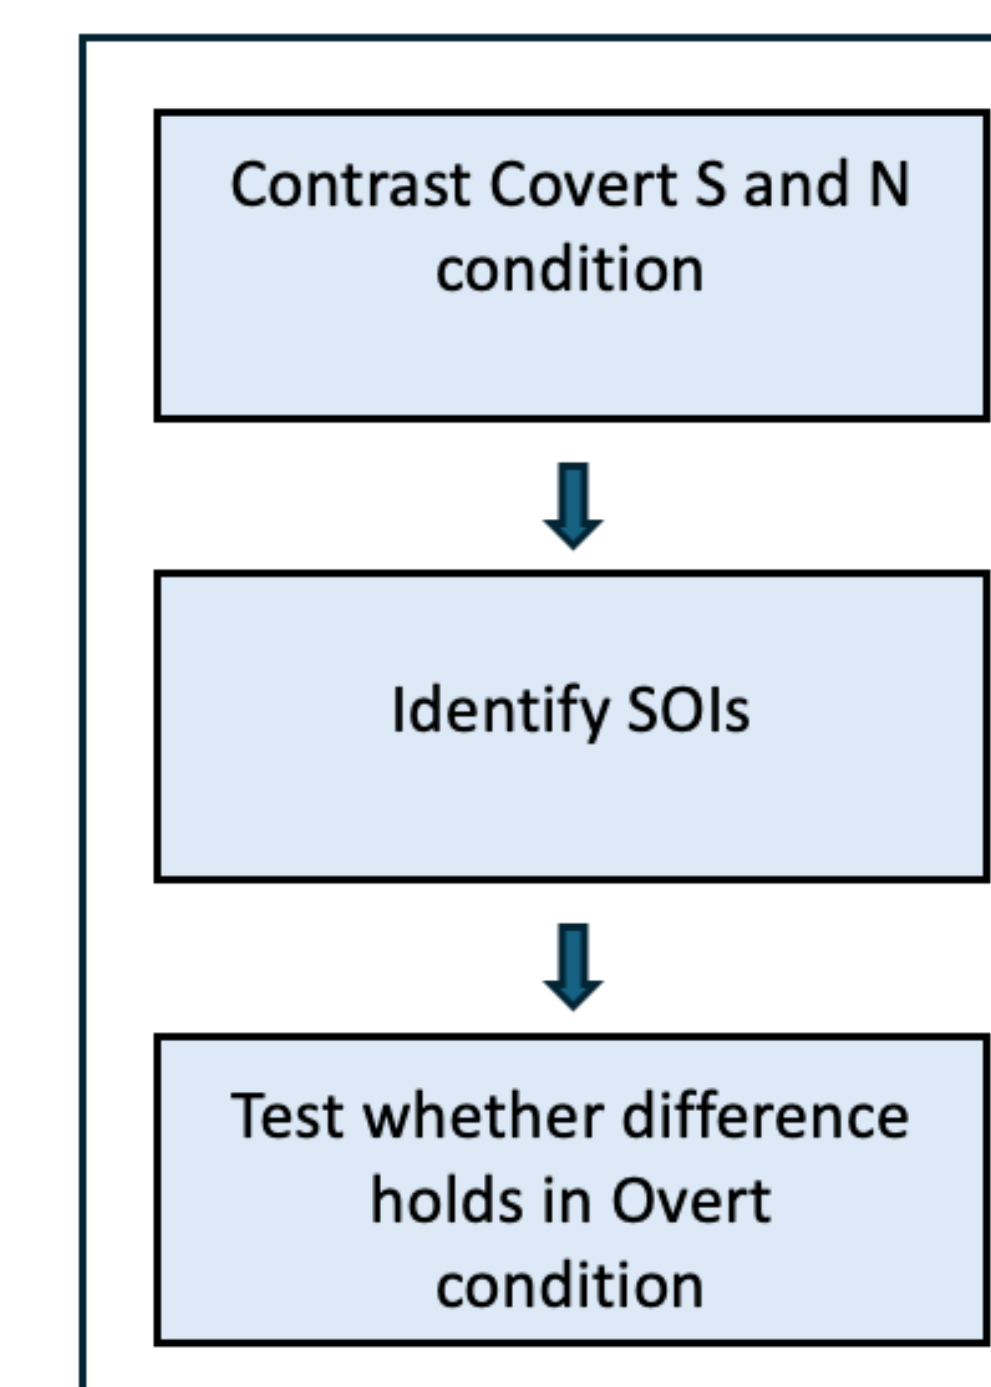 Contrast Covert S and N
condition
Identify SOIs
Test whether difference
holds in Overt
condition